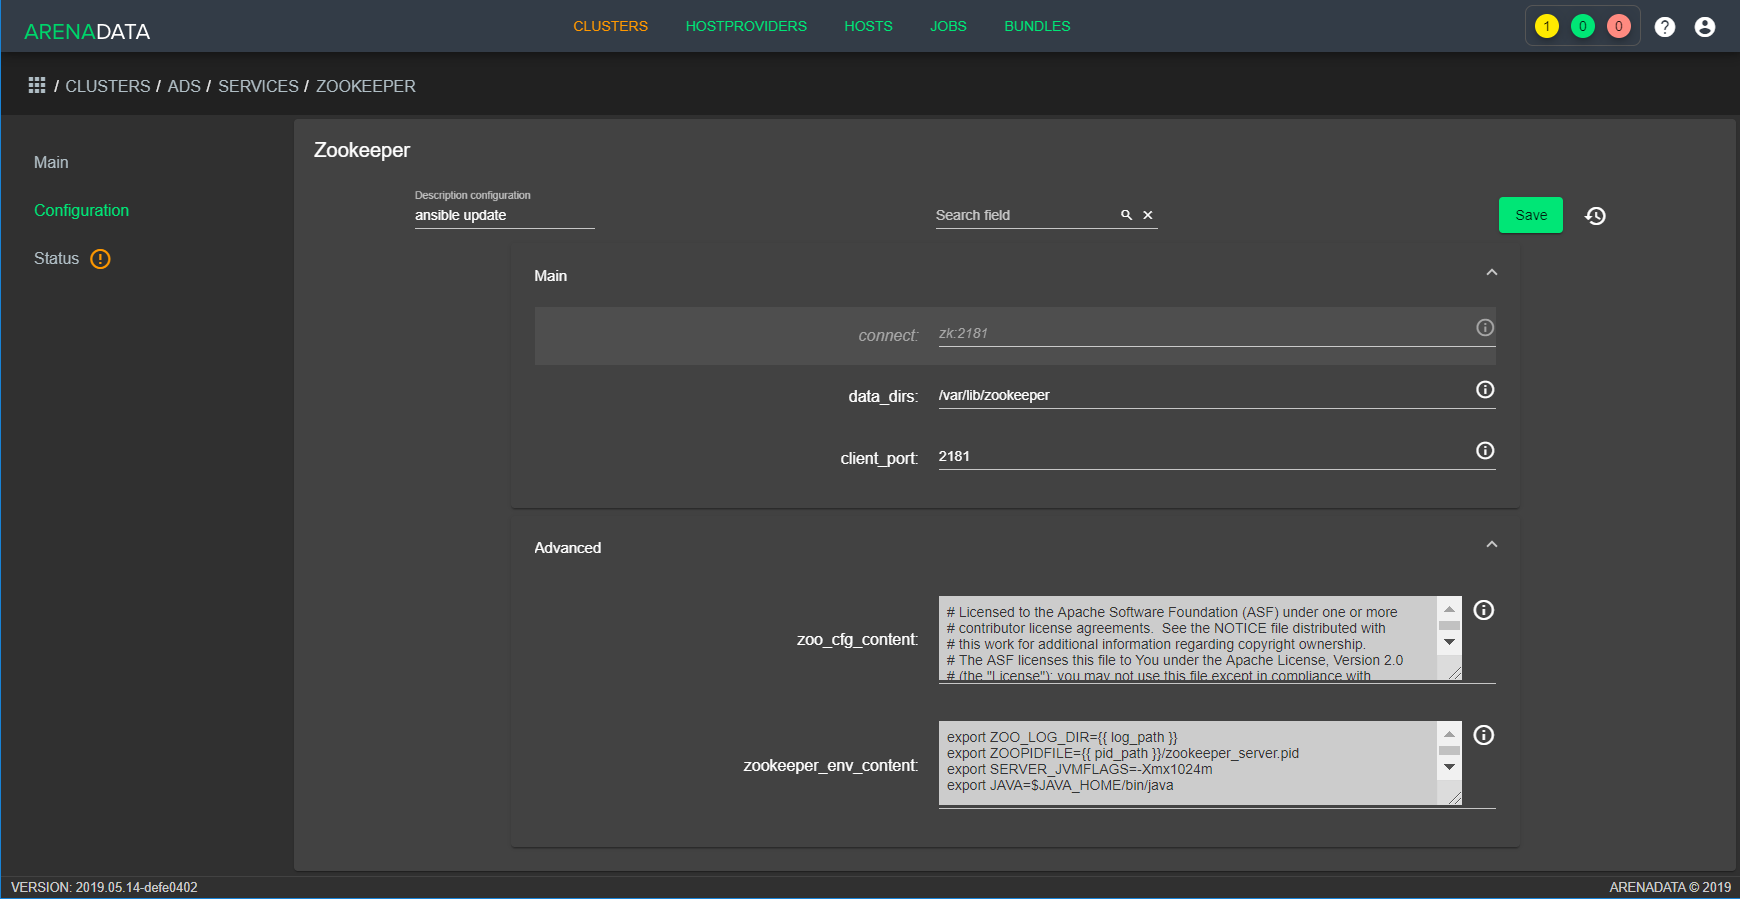 ARENADATA
CLUSTERS HOSTPROVIDERS HOSTS JOBS BUNDLES
1 0 0 ?
/ CLUSTERS / ADS / SERVICES / ZOOKEEPER
Main
Configuration
Status !
Zookeeper
Description configuration
ansible update
Search field
Save
Main
connect: zk:2181
data_dirs: /var/lib/zookeeper
client_port: 2181
Advanced
zoo_cfg_content:
# Licensed to the Apache Software Foundation (ASF) under one or more
# contributor license agreements.  See the NOTICE file distributed with
# this work for additional information regarding copyright ownership.
# The ASF licenses this file to You under the Apache License, Version 2.0
# (the "License"); you may not use this file except in compliance with
zookeeper_env_content:
export ZOO_LOG_DIR={{ log_path }}
export ZOOPIDFILE={{ pid_path }}/zookeeper_server.pid
export SERVER_JVMFLAGS=-Xmx1024m
export JAVA=$JAVA_HOME/bin/java
VERSION: 2019.05.14-defe0402
ARENADATA © 2019